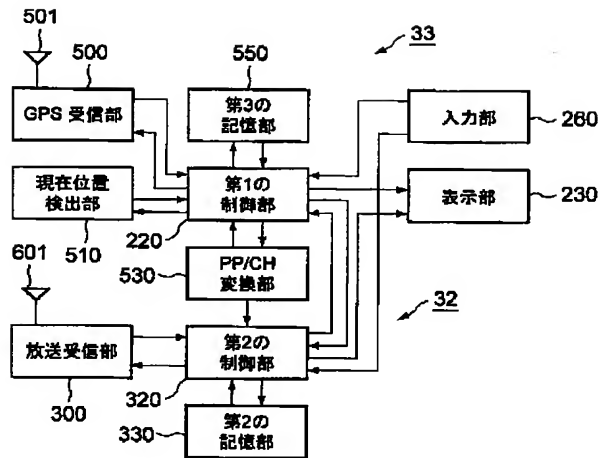 501
500
GPS 受信部
550
第3の
記憶部
33
入力部
260
現在位置
検出部
510
第1の
制御部
220
表示部
230
601
530
PP/CH
変換部
32
放送受信部
300
第2の
制御部
320
330
第2の
記憶部